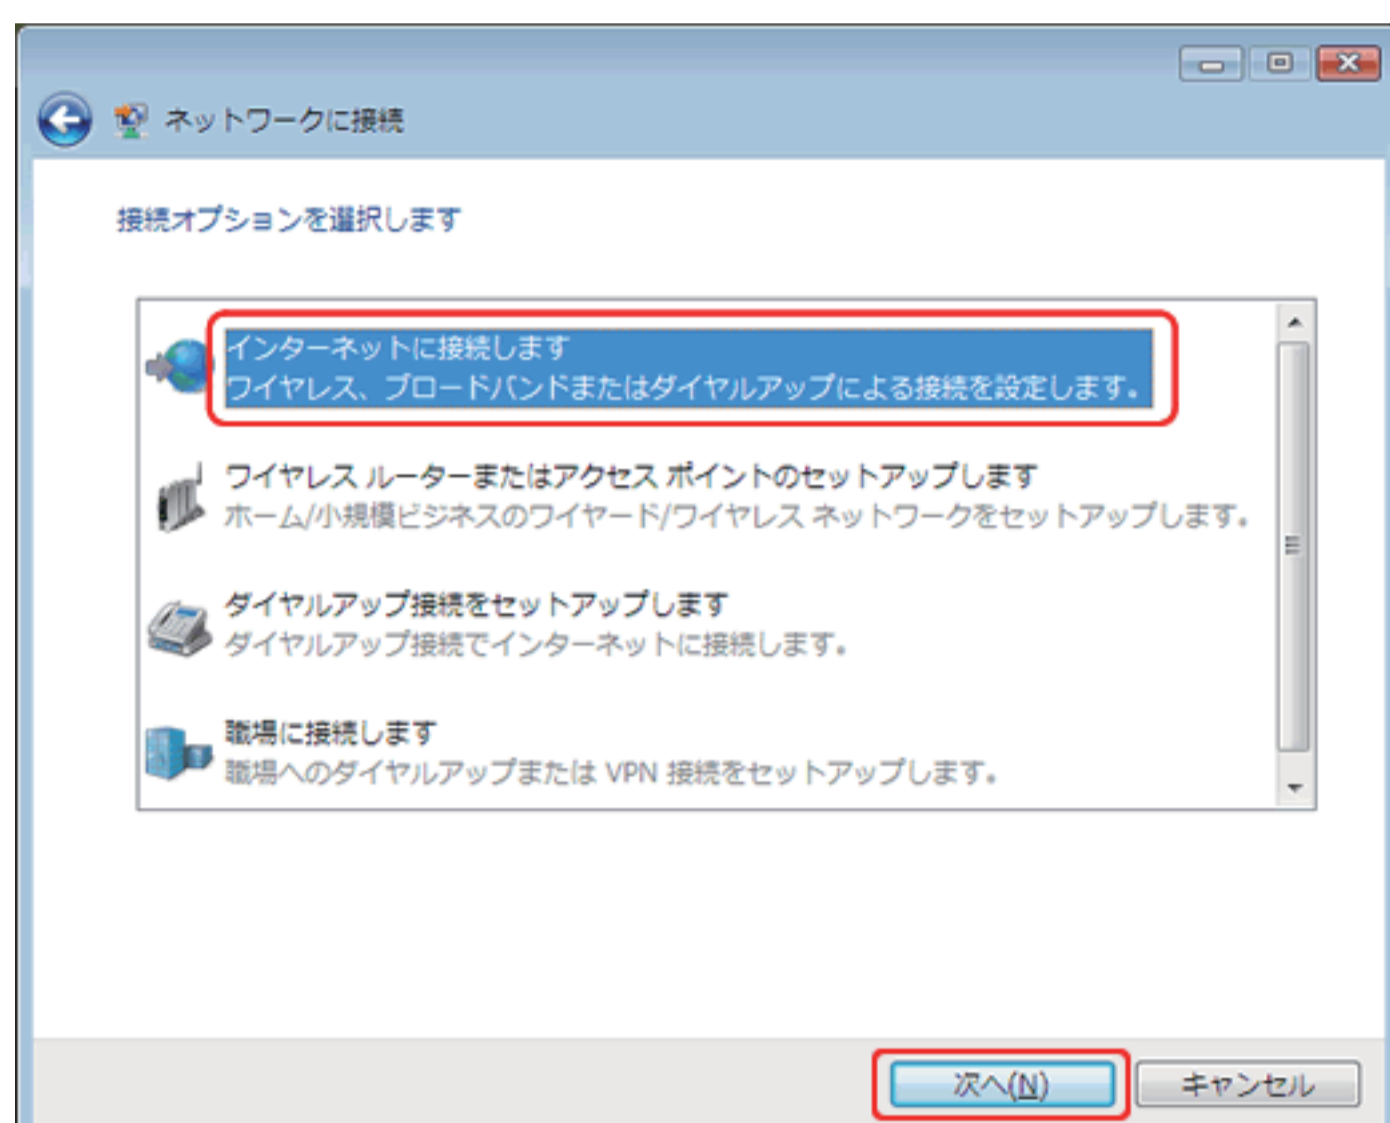 ネットワークに接続
接続オプションを選択します
インターネットに接続します
ワイヤレス、ブロードバンドまたはダイヤルアップによる接続を設定します。
ワイヤレス ルーターまたはアクセス ポイントのセットアップします
ホーム/小規模ビジネスのワイヤード/ワイヤレス ネットワークをセットアップします。
ダイヤルアップ接続をセットアップします
ダイヤルアップ接続でインターネットに接続します。
職場に接続します
職場へのダイヤルアップまたは VPN 接続をセットアップします。
次へ(N) キャンセル